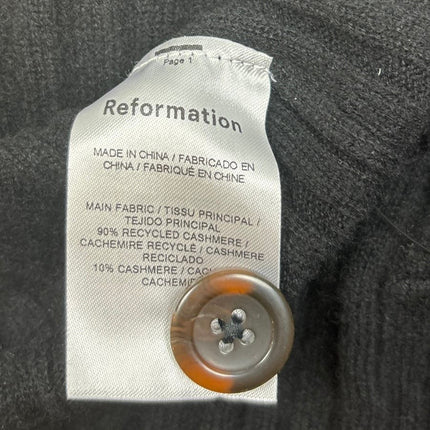 Page 1
Reformation
MADE IN CHINA / FABRICADO EN
CHINA / FABRIQUÉ EN CHINE
MAIN FABRIC / TISSU PRINCIPAL /
TEJIDO PRINCIPAL
90% RECYCLED CASHMERE /
CACHEMIRE RECYCLÉ / CASHMERE
RECICLADO
10% CASHMERE /